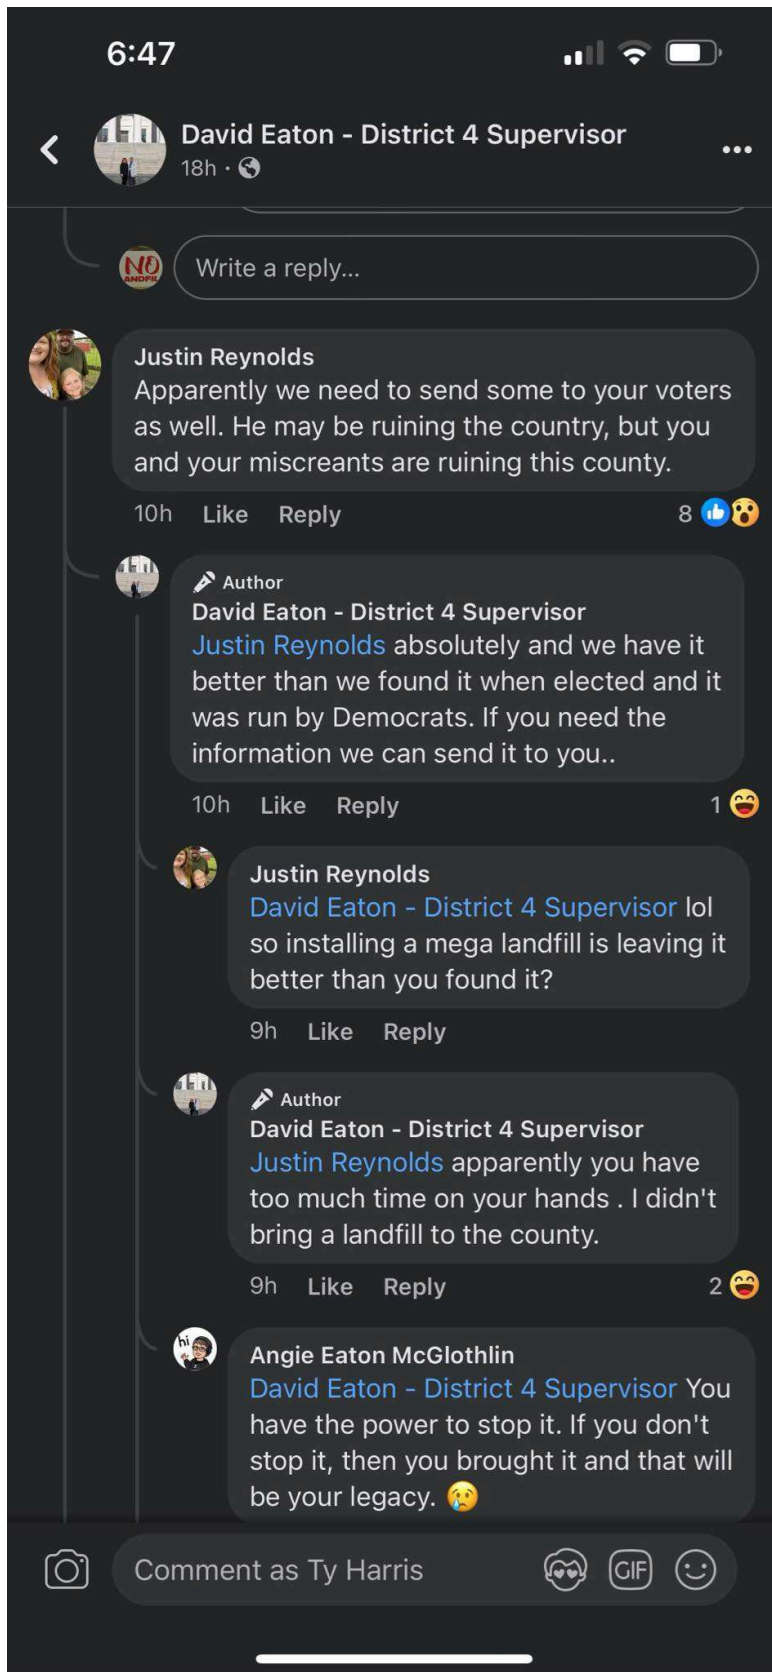 6:47
David Eaton - District 4 Supervisor
18h ·
NO
ANDFIL
Write a reply...
Justin Reynolds
Apparently we need to send some to your voters
as well. He may be ruining the country, but you
and your miscreants are ruining this county.
10h Like Reply 8
Author
David Eaton - District 4 Supervisor
Justin Reynolds absolutely and we have it
better than we found it when elected and it
was run by Democrats. If you need the
information we can send it to you..
10h Like Reply 1
Justin Reynolds
David Eaton - District 4 Supervisor lol
so installing a mega landfill is leaving it
better than you found it?
9h Like Reply
Author
David Eaton - District 4 Supervisor
Justin Reynolds apparently you have
too much time on your hands . I didn't
bring a landfill to the county.
9h Like Reply 2
hi
Angie Eaton McGlothlin
David Eaton - District 4 Supervisor You
have the power to stop it. If you don't
stop it, then you brought it and that will
be your legacy. 😢
Comment as Ty Harris
GIF